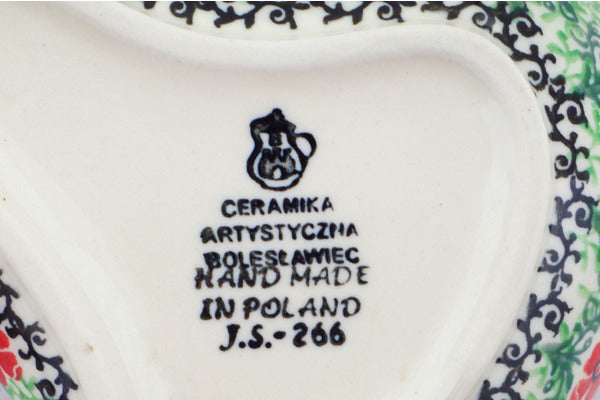 CERAMIKA
ARTYSTYCZNA
BOLESŁAWIEC
HAND MADE
IN POLAND
J.S.-266